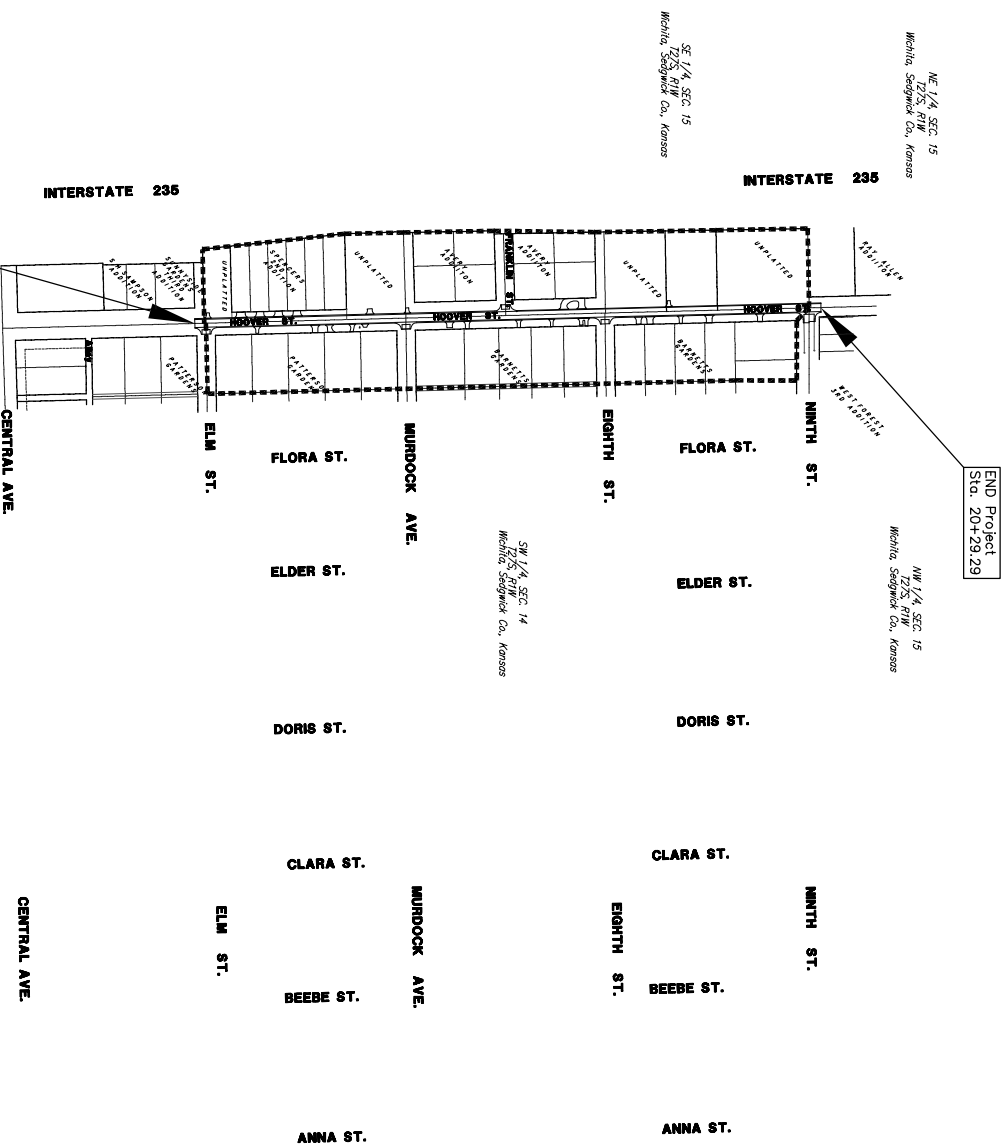 NE 1/4, SEC. 15
T27S, R1W
Wichita, Sedgwick Co., Kansas
SE 1/4, SEC. 15
T27S, R1W
Wichita, Sedgwick Co., Kansas
INTERSTATE 235
INTERSTATE 235
S.M. SAMPSON
ADDITION
ADDITION
UNPLATTED
SPENCERS
ADDITION
UNPLATTED
AVERY
ADDITION
FRANKLIN ST.
AVERY
ADDITION
UNPLATTED
UNPLATTED
RAY ALLEN
ADDITION
HOOVER ST.
HOOVER ST.
HOOVER ST.
PATTERSON
GARDENS
PATTERSON
GARDENS
BARNETTS
GARDENS
BARNETTS
GARDENS
WEST FOREST
3RD ADDITION
CENTRAL AVE.
ELM ST.
FLORA ST.
MURDOCK AVE.
EIGHTH ST.
FLORA ST.
NINTH ST.
END Project
Sta. 20+29.29
NW 1/4, SEC. 15
T27S, R1W
Wichita, Sedgwick Co., Kansas
SW 1/4, SEC. 14
T27S, R1W
Wichita, Sedgwick Co., Kansas
ELDER ST.
ELDER ST.
DORIS ST.
DORIS ST.
CLARA ST.
CLARA ST.
CENTRAL AVE.
ELM ST.
MURDOCK AVE.
EIGHTH ST.
NINTH ST.
BEEBE ST.
BEEBE ST.
ANNA ST.
ANNA ST.